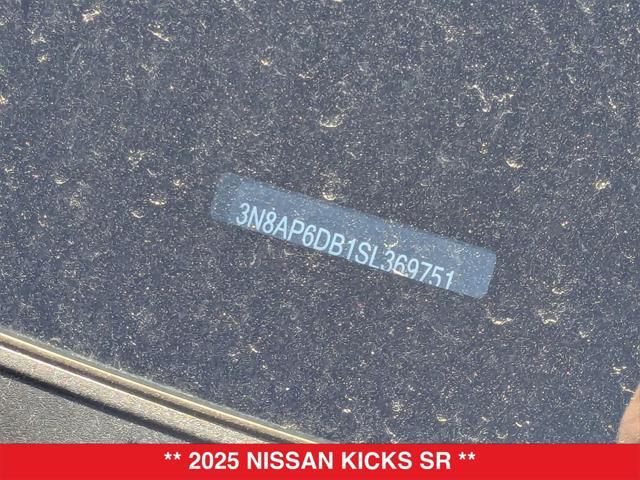 3N8AP6DB1SL369751
** 2025 NISSAN KICKS SR **